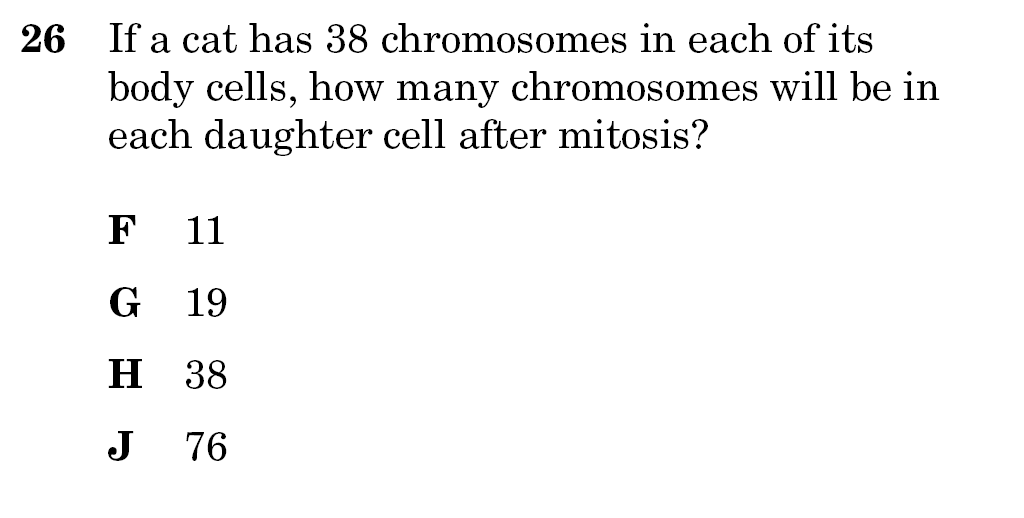 26 If a cat has 38 chromosomes in each of its
body cells, how many chromosomes will be in
each daughter cell after mitosis?
F 11
G 19
H 38
J 76